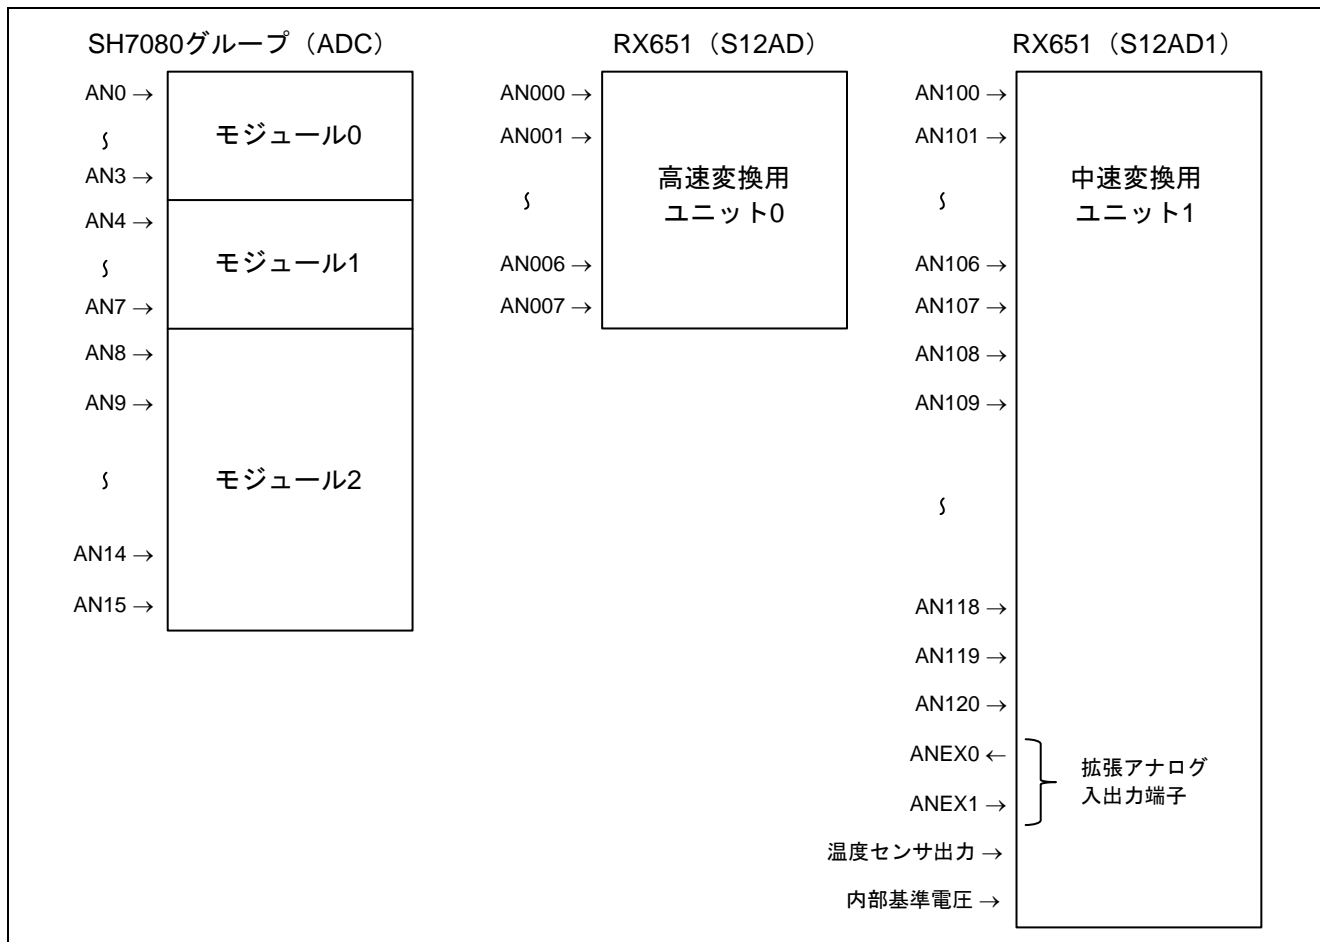 SH7080グループ（ADC）
AN0 →
∫
AN3 →
AN4 →
∫
AN7 →
AN8 →
AN9 →
∫
AN14 →
AN15 →
モジュール0
モジュール1
モジュール2
RX651（S12AD）
AN000 →
AN001 →
∫
AN006 →
AN007 →
高速変換用
ユニット0
RX651（S12AD1）
AN100 →
AN101 →
∫
AN106 →
AN107 →
AN108 →
AN109 →
∫
AN118 →
AN119 →
AN120 →
ANEX0 ←
ANEX1 →
温度センサ出力 →
内部基準電圧 →
中速変換用
ユニット1
拡張アナログ
入出力端子